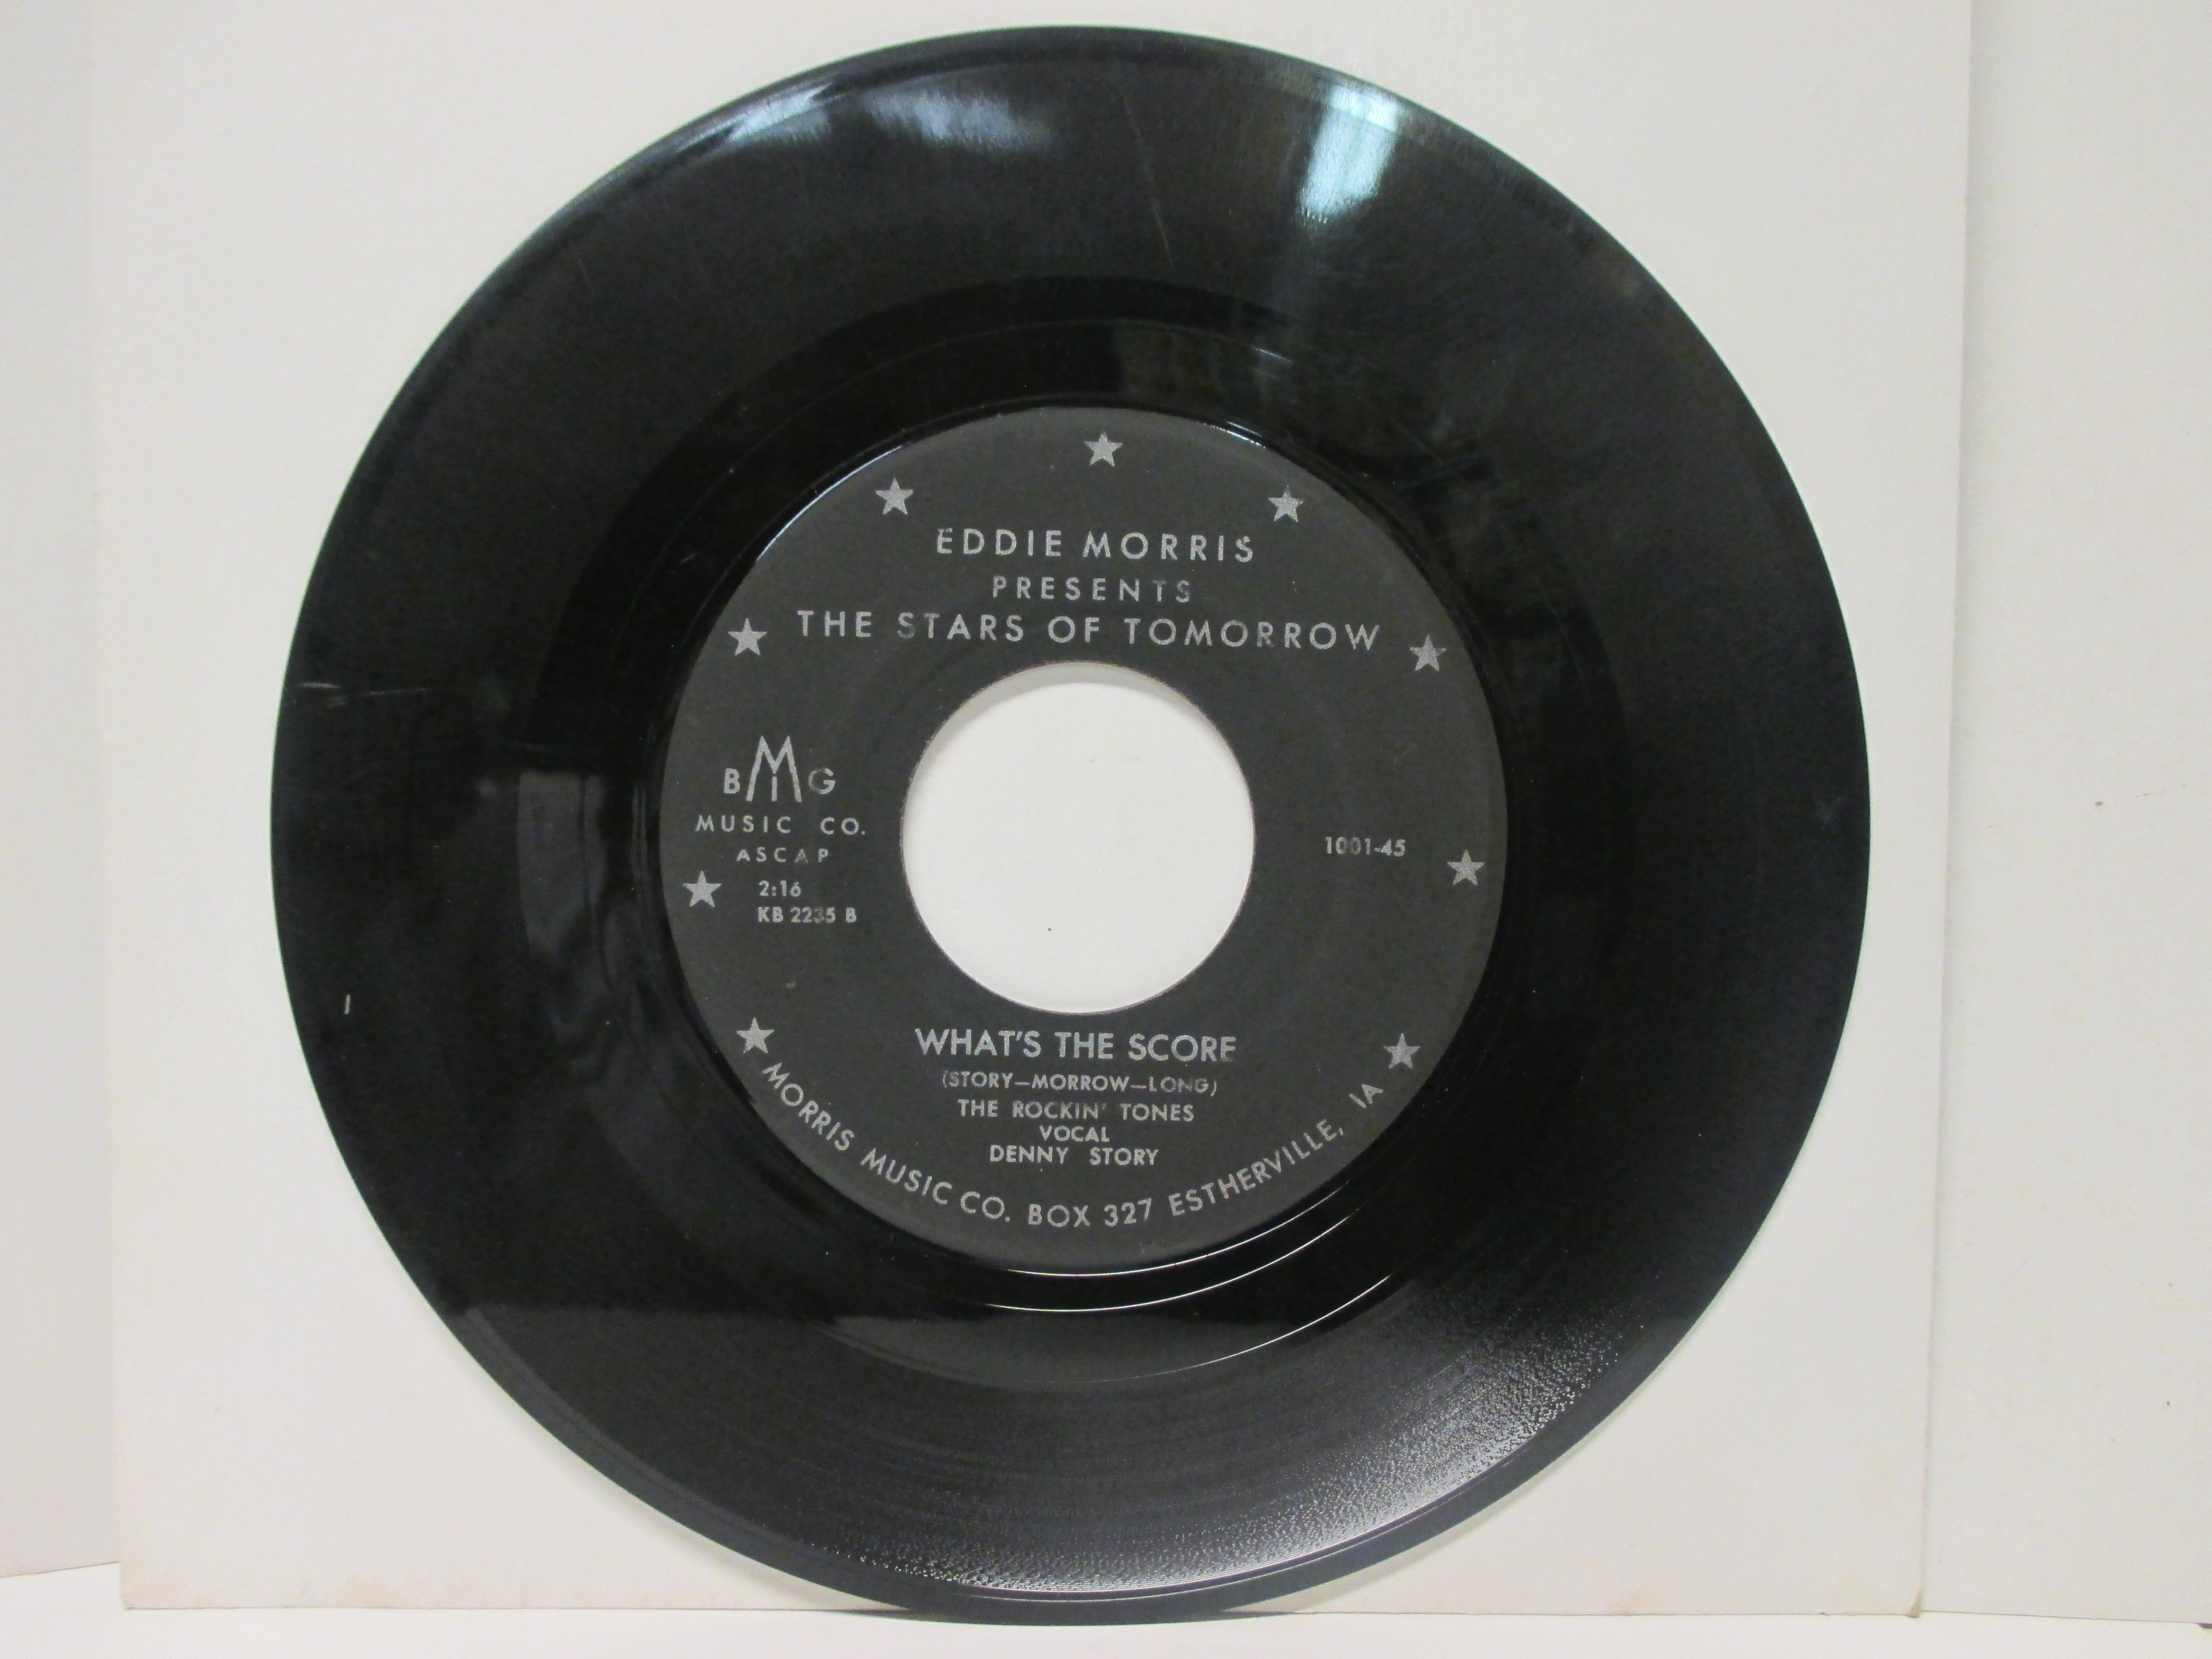 EDDIE MORRIS
PRESENTS
THE STARS OF TOMORROW
BMG
MUSIC CO.
ASCAP
2:16
KB 2235 B
1001-45
WHAT'S THE SCORE
(STORY—MORROW—LONG)
THE ROCKIN' TONES
VOCAL
DENNY STORY
MORRIS MUSIC CO. BOX 327 ESTHERVILLE, IA